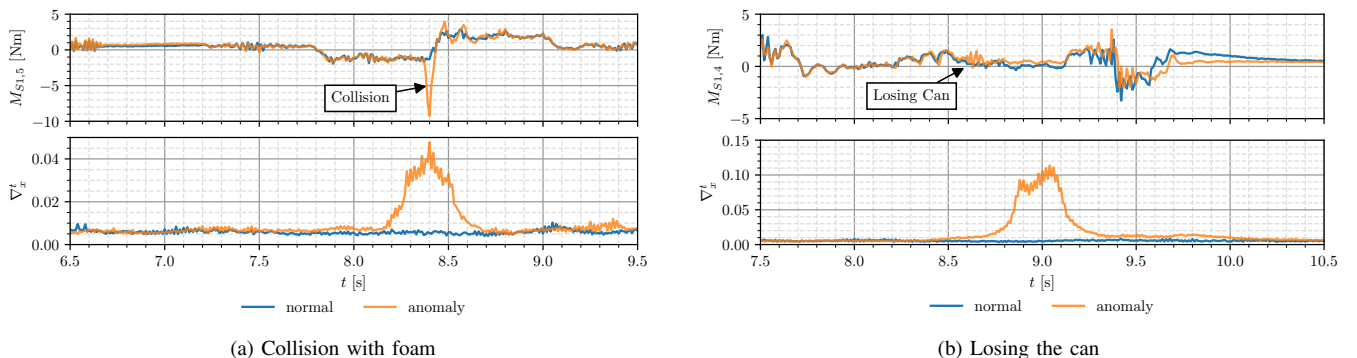 5
0
−5
−10
M_{S1,5} [Nm]
Collision
0.04
0.02
0.00
∇_x^t
6.5 7.0 7.5 8.0 8.5 9.0 9.5
t [s]
normal anomaly
(a) Collision with foam
5
0
−5
M_{S1,4} [Nm]
Losing Can
0.15
0.10
0.05
0.00
∇_x^t
7.5 8.0 8.5 9.0 9.5 10.0 10.5
t [s]
normal anomaly
(b) Losing the can